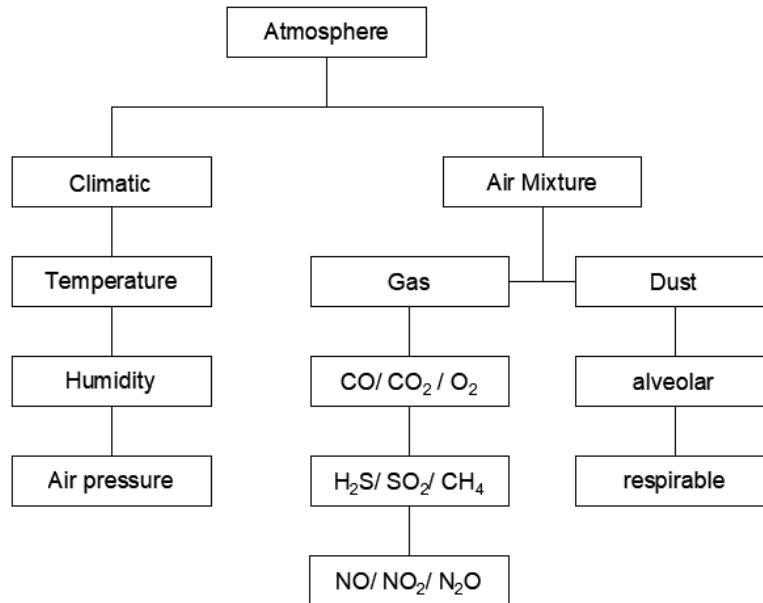 Atmosphere
Climatic
Air Mixture
Temperature
Gas
Dust
Humidity
CO/ CO₂ / O₂
alveolar
Air pressure
H₂S/ SO₂/ CH₄
respirable
NO/ NO₂/ N₂O